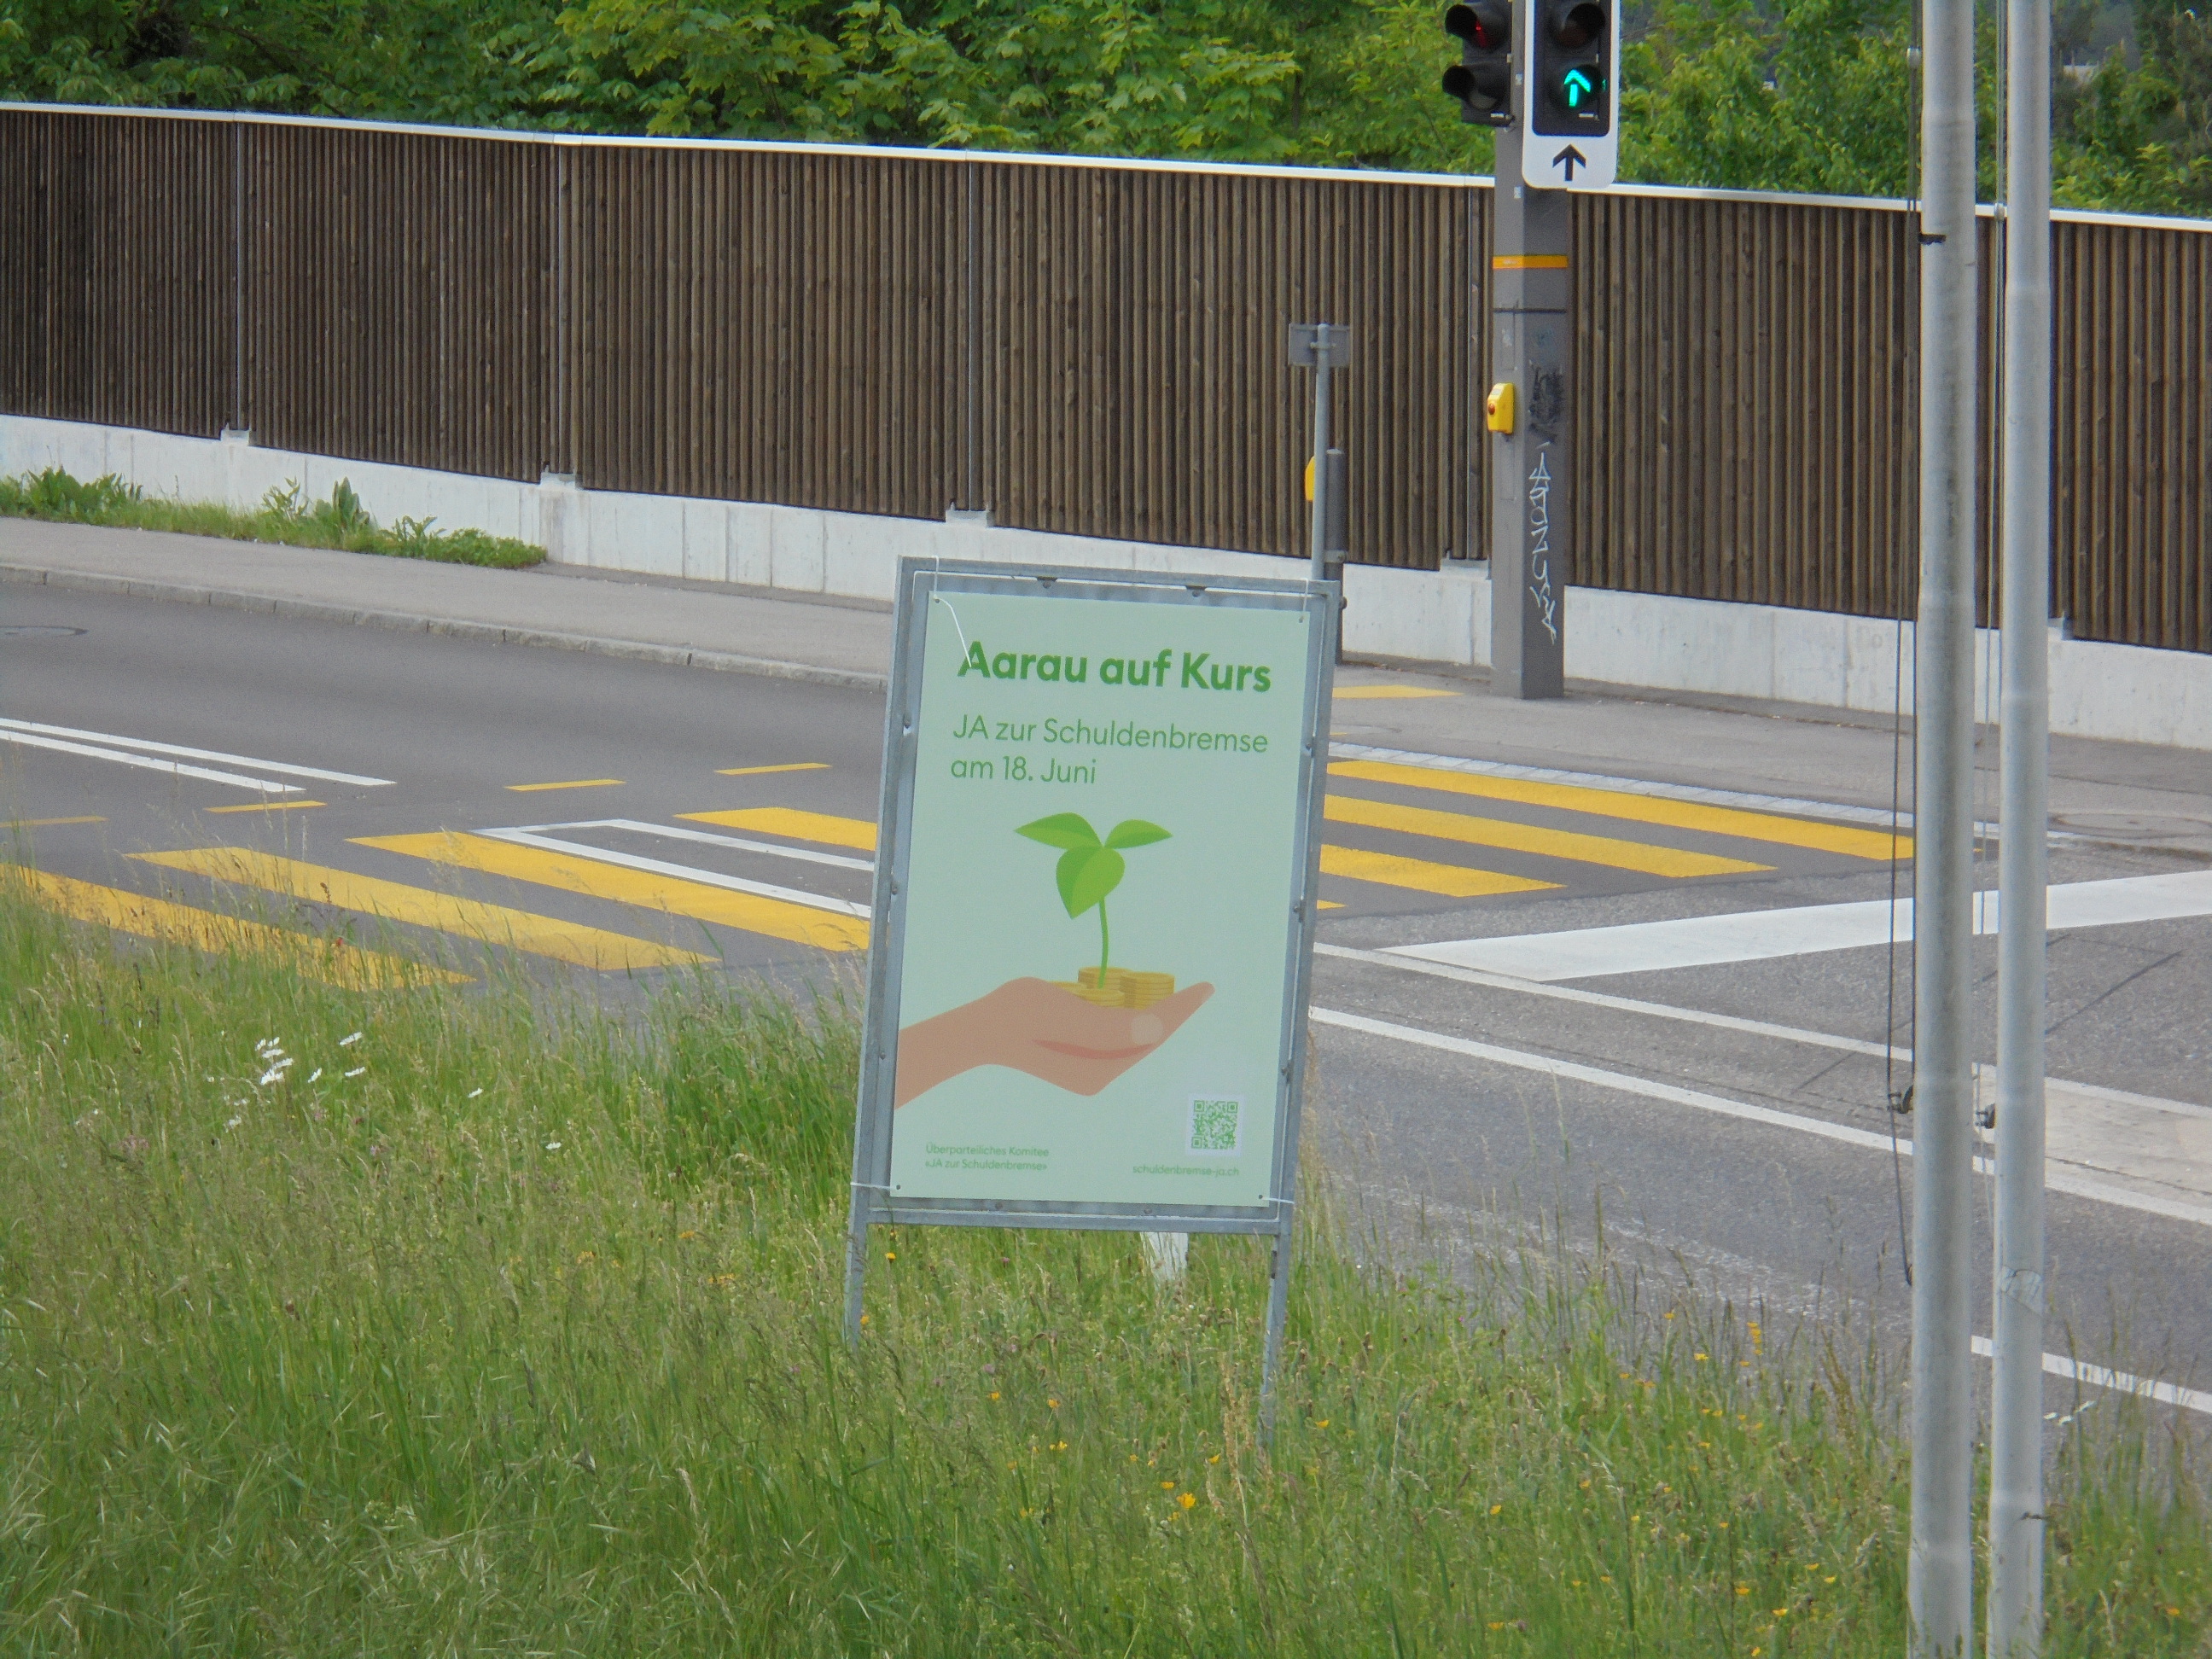 Aarau auf Kurs
JA zur Schuldenbremse
am 18. Juni
Überparteiliches Komitee
«JA zur Schuldenbremse»
schuldenbremse-ja.ch